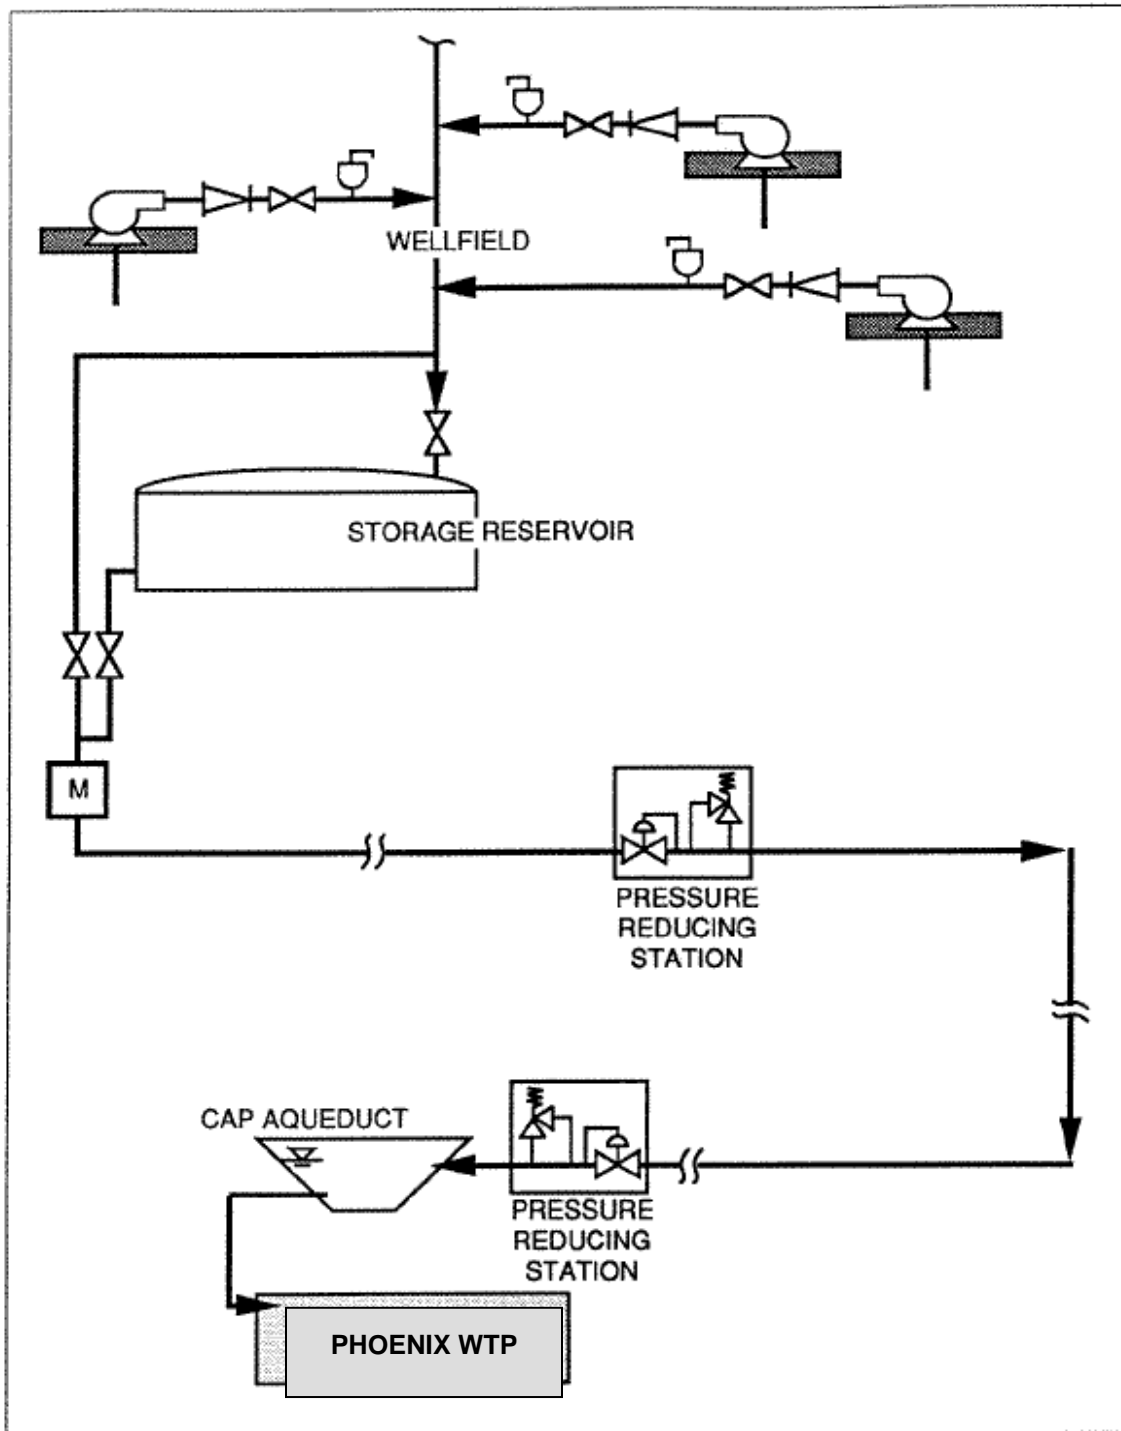 WELLFIELD
STORAGE RESERVOIR
M
PRESSURE
REDUCING
STATION
CAP AQUEDUCT
PRESSURE
REDUCING
STATION
PHOENIX WTP